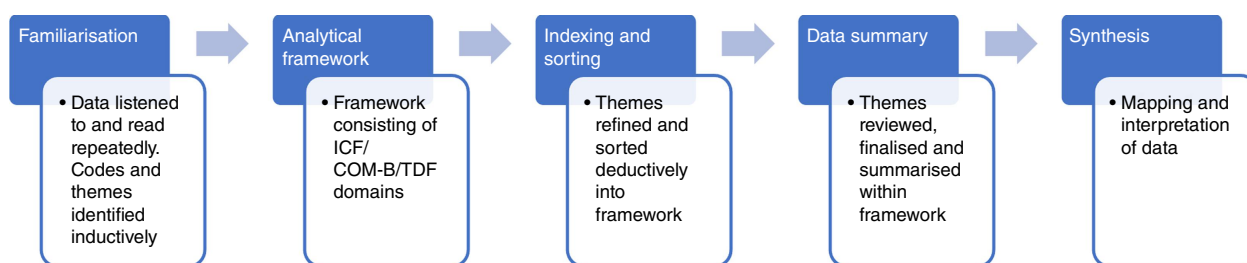 Familiarisation
• Data listened
to and read
repeatedly.
Codes and
themes
identified
inductively
Analytical
framework
• Framework
consisting of
ICF/
COM-B/TDF
domains
Indexing and
sorting
• Themes
refined and
sorted
deductively
into
framework
Data summary
• Themes
reviewed,
finalised and
summarised
within
framework
Synthesis
• Mapping and
interpretation
of data